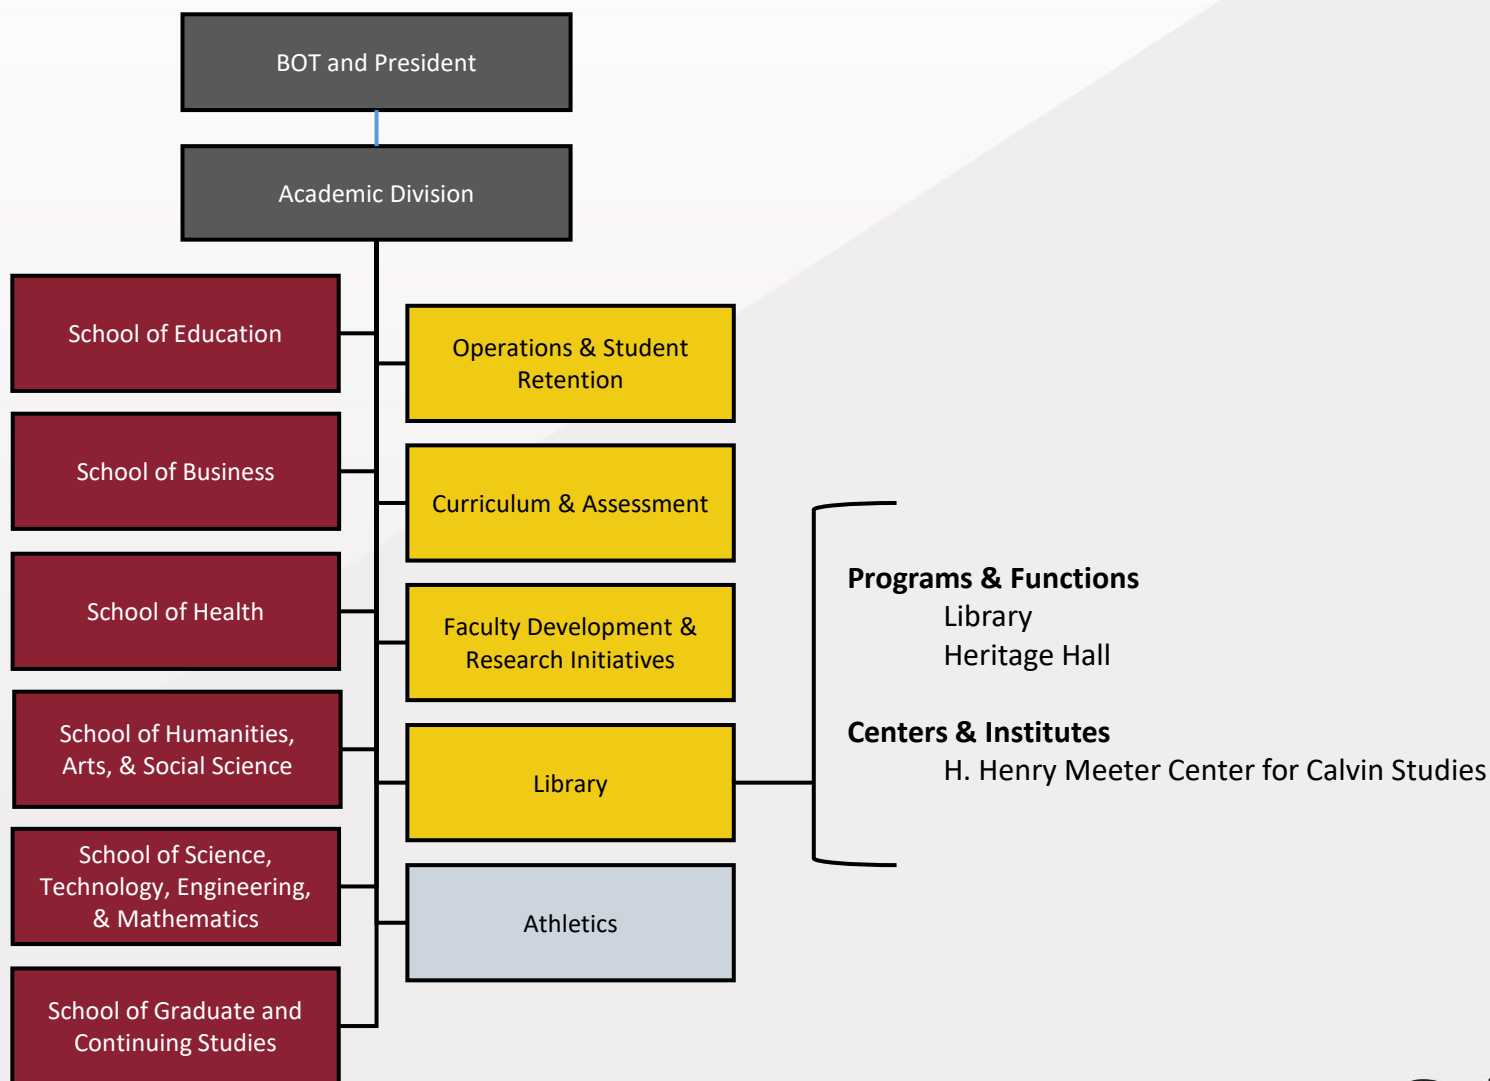 BOT and President
Academic Division
School of Education
School of Business
School of Health
School of Humanities,
Arts, & Social Science
School of Science,
Technology, Engineering,
& Mathematics
School of Graduate and
Continuing Studies
Operations & Student
Retention
Curriculum & Assessment
Faculty Development &
Research Initiatives
Library
Athletics
Programs & Functions
Library
Heritage Hall
Centers & Institutes
H. Henry Meeter Center for Calvin Studies